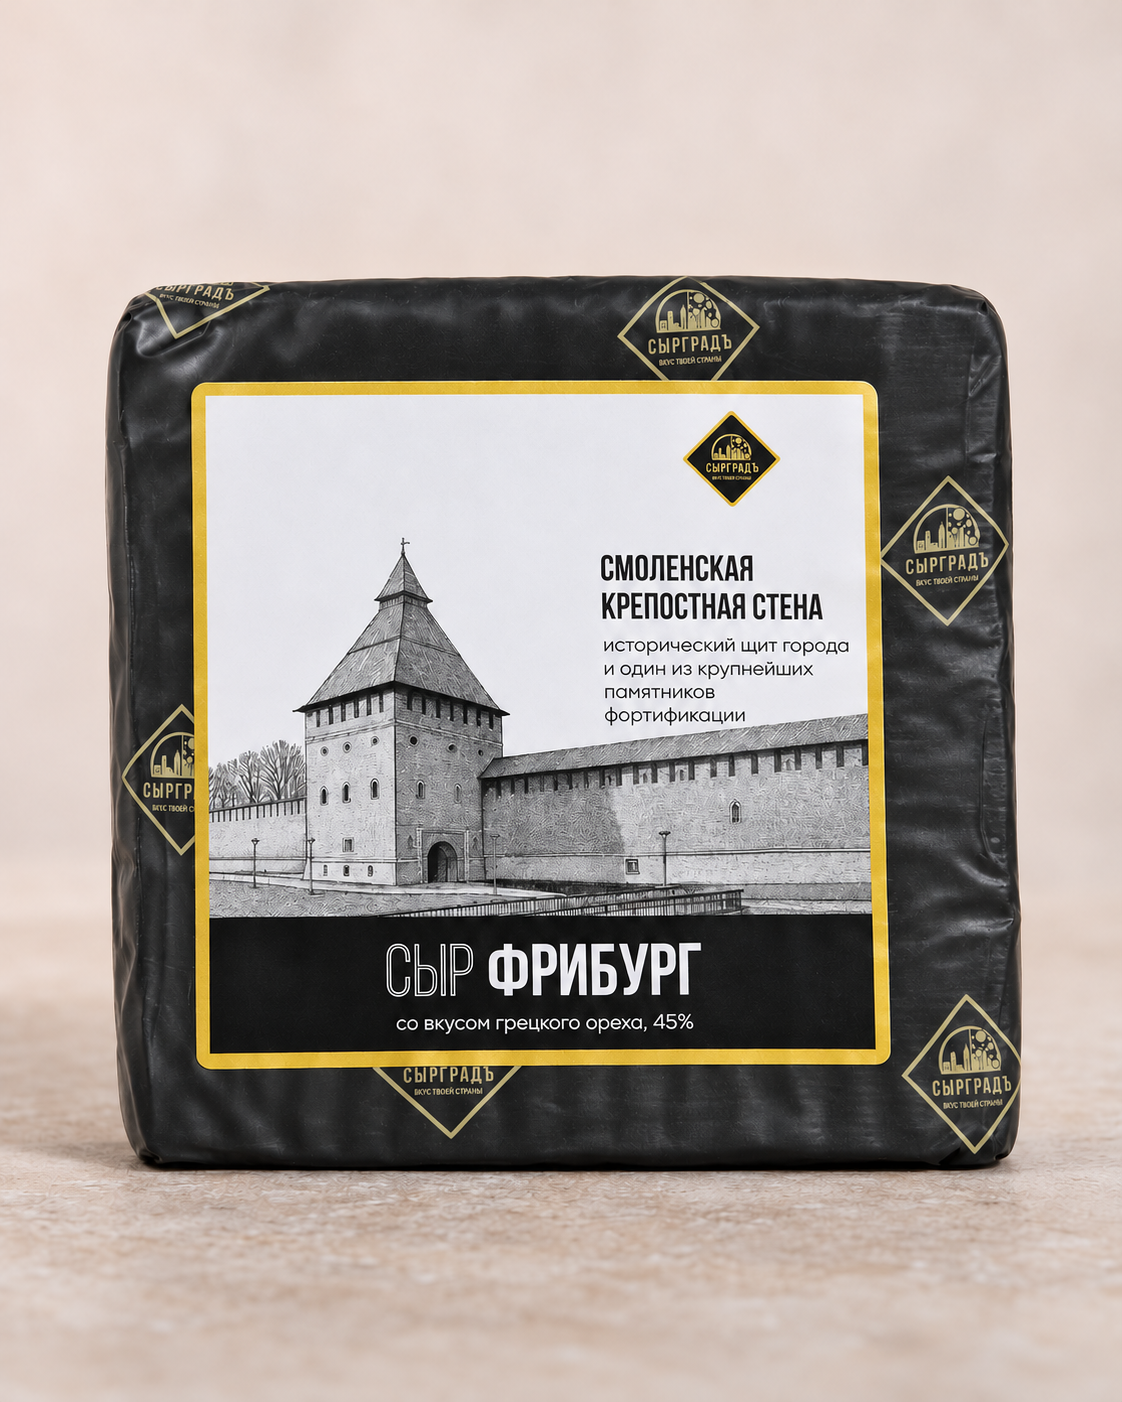 СЫРГРАДЪ
ВКУС ТВОЕЙ СТРАНЫ
СЫРГРАДЪ
ВКУС ТВОЕЙ СТРАНЫ
СЫРГРАДЪ
ВКУС ТВОЕЙ СТРАНЫ
СМОЛЕНСКАЯ
КРЕПОСТНАЯ СТЕНА
исторический щит города
и один из крупнейших
памятников
фортификации
СЫРГРАДЪ
ВКУС ТВОЕЙ СТРАНЫ
СЫРГР
ВКУС ТВОЕЙ С
СЫР ФРИБУРГ
со вкусом грецкого ореха, 45%
СЫРГРАДЪ
ВКУС ТВОЕЙ СТРАНЫ
СЫРГРАДЪ
ВКУС ТВОЕЙ СТРАНЫ